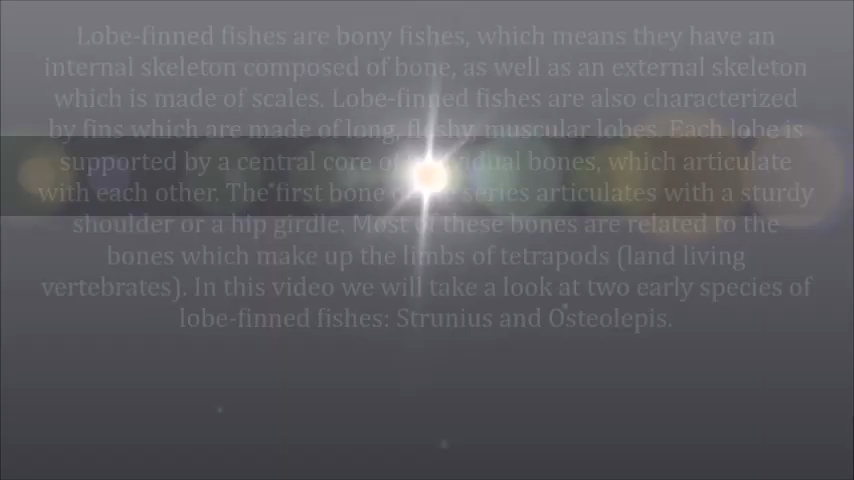 Lobe-finned fishes are bony fishes, which means they have an
internal skeleton composed of bone, as well as an external skeleton
which is made of scales. Lobe-finned fishes are also characterized
by fins which are made of long, fleshy, muscular lobes. Each lobe is
supported by a central core of individual bones, which articulate
with each other. The first bone of series articulates with a sturdy
shoulder or a hip girdle. Most of these bones are related to the
bones which make up the limbs of tetrapods (land living
vertebrates). In this video we will take a look at two early species of
lobe-finned fishes: Strunius and Osteolepis.